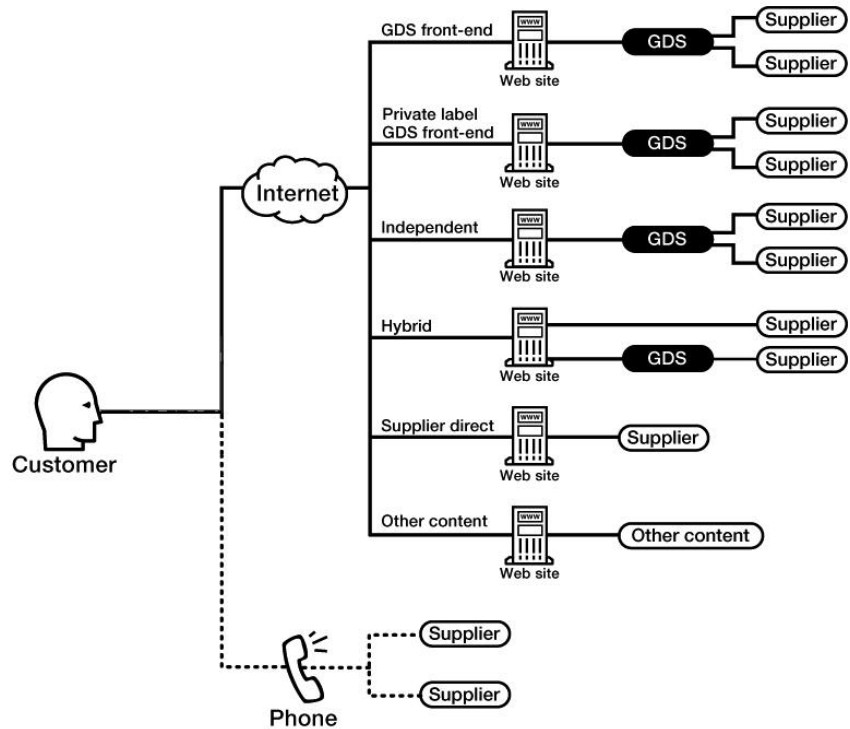 GDS front-end
www
Web site
GDS
Supplier
Supplier
Private label
GDS front-end
www
Web site
GDS
Supplier
Supplier
Internet
Independent
www
Web site
GDS
Supplier
Supplier
Hybrid
www
Web site
Supplier
GDS
Supplier
Customer
Supplier direct
www
Web site
Supplier
Other content
www
Web site
Other content
Phone
Supplier
Supplier